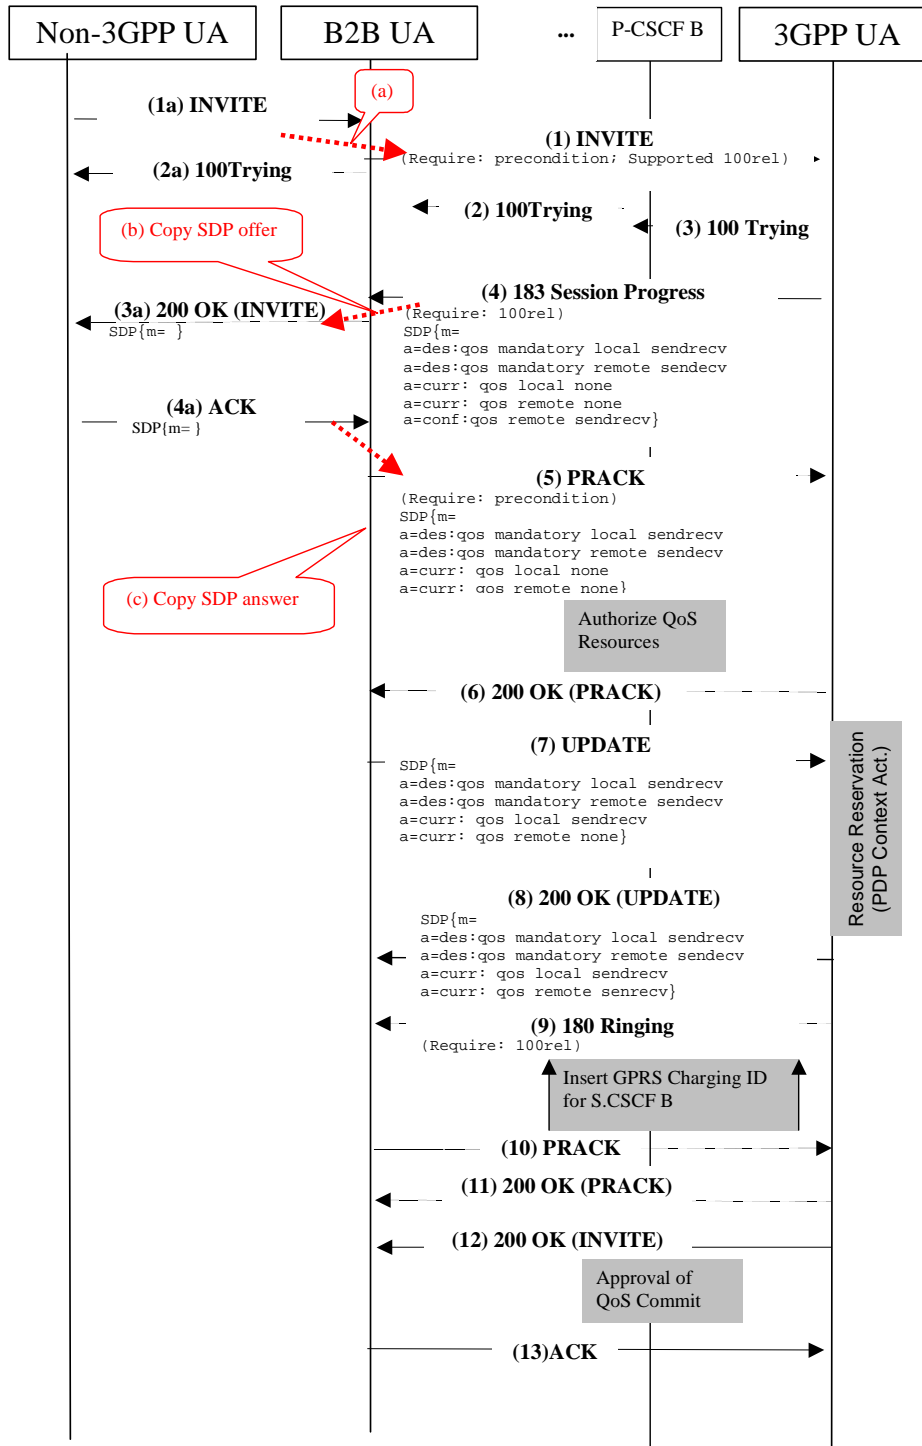 Non-3GPP UA
B2B UA
...
P-CSCF B
3GPP UA
(a)
(1a) INVITE
(1) INVITE
(Require: precondition; Supported 100rel)
(2a) 100Trying
(2) 100Trying
(3) 100 Trying
(b) Copy SDP offer
(4) 183 Session Progress
(3a) 200 OK (INVITE)
SDP{m= }
(Require: 100rel)
SDP{m=
a=des:qos mandatory local sendrecv
a=des:qos mandatory remote sendecv
a=curr: qos local none
a=curr: qos remote none
a=conf:qos remote sendrecv}
(4a) ACK
SDP{m= }
(5) PRACK
(Require: precondition)
SDP{m=
a=des:qos mandatory local sendrecv
a=des:qos mandatory remote sendecv
a=curr: qos local none
a=curr: qos remote none}
(c) Copy SDP answer
Authorize QoS
Resources
(6) 200 OK (PRACK)
(7) UPDATE
SDP{m=
a=des:qos mandatory local sendrecv
a=des:qos mandatory remote sendecv
a=curr: qos local sendrecv
a=curr: qos remote none}
Resource Reservation
(PDP Context Act.)
(8) 200 OK (UPDATE)
SDP{m=
a=des:qos mandatory local sendrecv
a=des:qos mandatory remote sendecv
a=curr: qos local sendrecv
a=curr: qos remote senrecv}
(9) 180 Ringing
(Require: 100rel)
Insert GPRS Charging ID
for S.CSCF B
(10) PRACK
(11) 200 OK (PRACK)
(12) 200 OK (INVITE)
Approval of
QoS Commit
(13)ACK